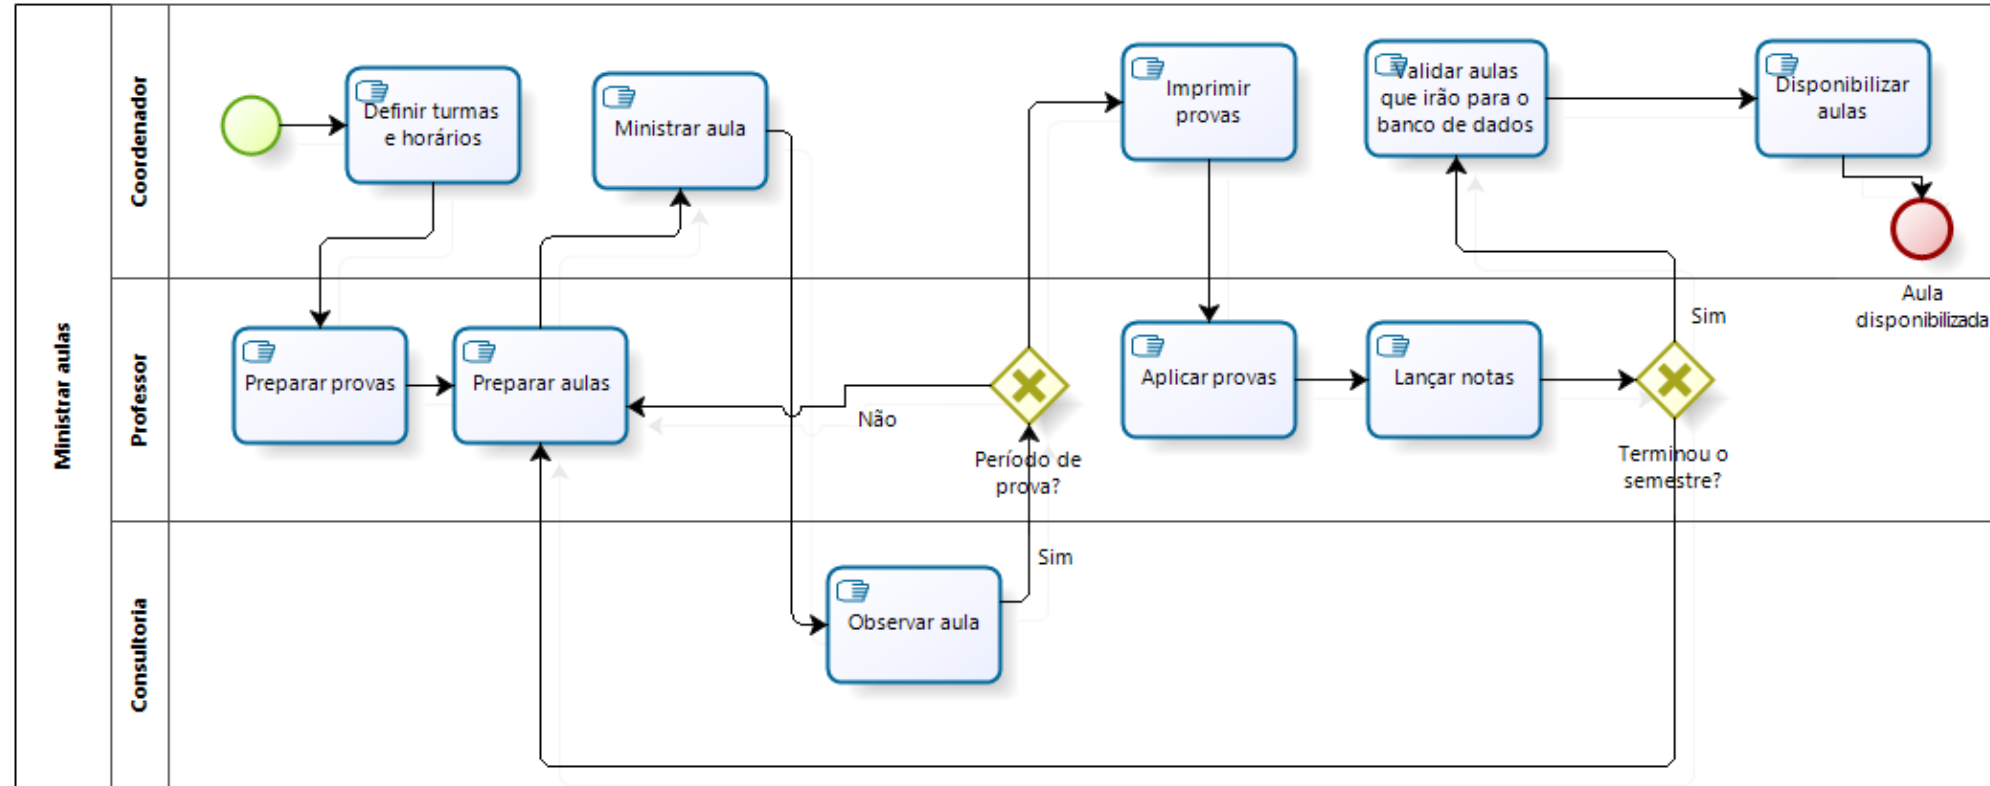 Ministrar aulas
Coordenador
Definir turmas
e horários
Ministrar aula
Imprimir
provas
Validar aulas
que irão para o
banco de dados
Disponibilizar
aulas
Aula
disponibilizada
Professor
Preparar provas
Preparar aulas
Não
Período de
prova?
Aplicar provas
Lançar notas
Sim
Terminou o
semestre?
Consultoria
Observar aula
Sim